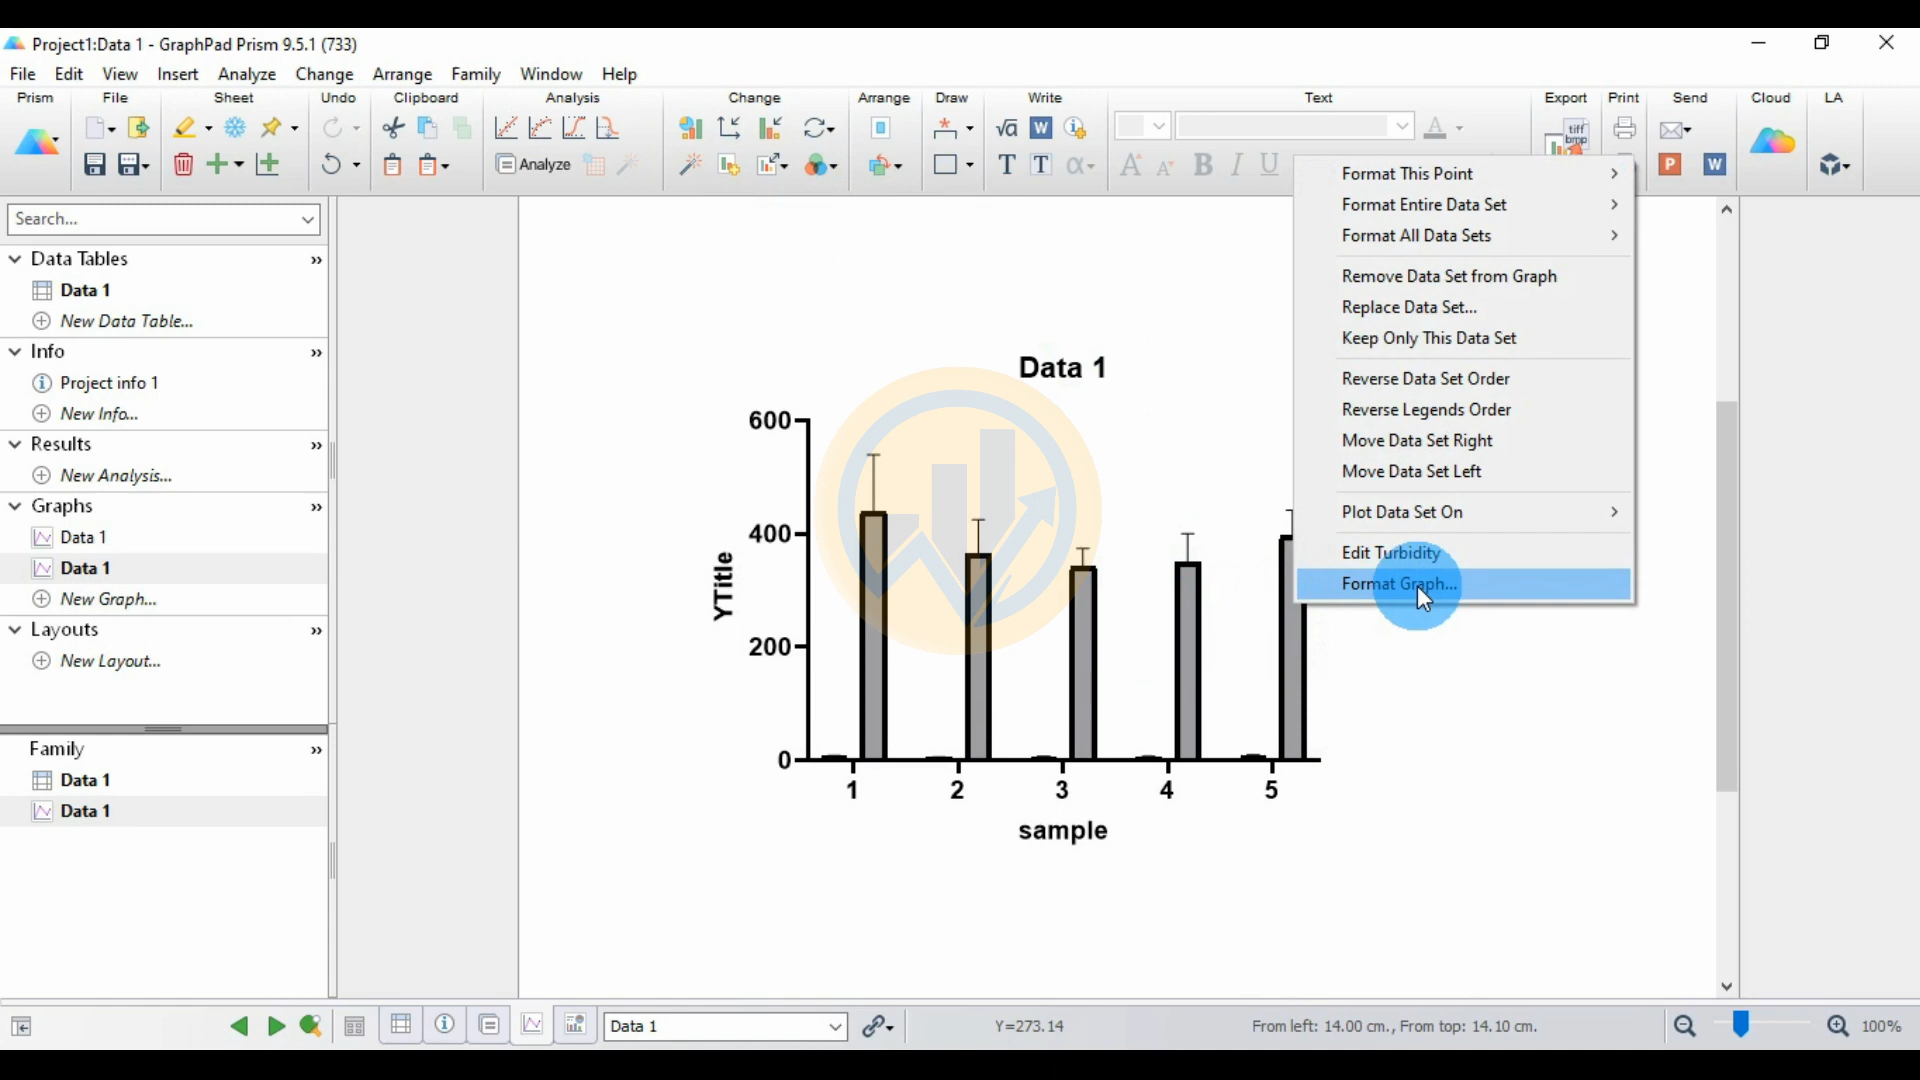 Project1:Data 1 - GraphPad Prism 9.5.1 (733)
File Edit View Insert Analyze Change Arrange Family Window Help
Prism File Sheet Undo Clipboard Analysis Change Arrange Draw Write Text Export Print Send Cloud LA
tiff
bmp
Analyze
Search...
Data Tables
Data 1
New Data Table...
Info
Project info 1
New Info...
Results
New Analysis...
Graphs
Data 1
Data 1
New Graph...
Layouts
New Layout...
Family
Data 1
Data 1
Data 1
600
400
200
0
YTitle
1 2 3 4 5
sample
Format This Point
Format Entire Data Set
Format All Data Sets
Remove Data Set from Graph
Replace Data Set...
Keep Only This Data Set
Reverse Data Set Order
Reverse Legends Order
Move Data Set Right
Move Data Set Left
Plot Data Set On
Edit Turbidity
Format Graph...
Data 1
Y=273.14
From left: 14.00 cm., From top: 14.10 cm.
100%